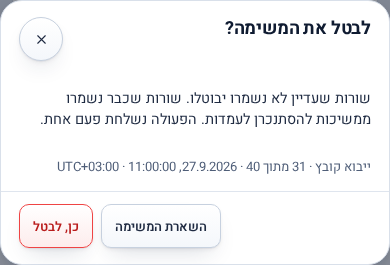 לבטל את המשימה?
שורות שעדיין לא נשמרו יבוטלו. שורות שכבר נשמרו
ממשיכות להסתנכרן לעמדות. הפעולה נשלחת פעם אחת.
ייבוא קובץ · 31 מתוך 40 · 27.9.2026, 11:00:00 · UTC+03:00
השארת המשימה
כן, לבטל